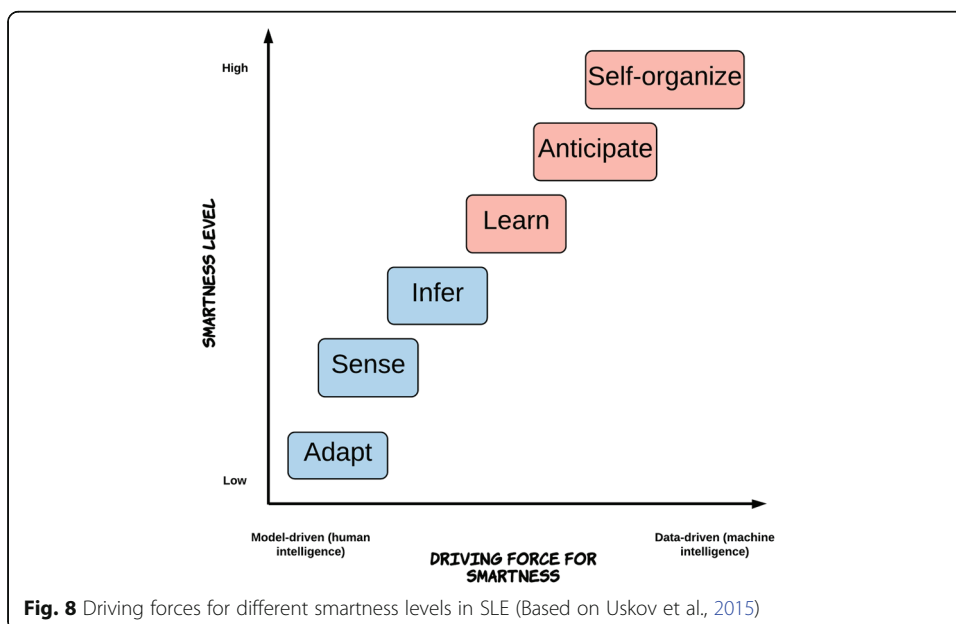 High
Self-organize
Anticipate
Learn
Infer
Sense
Adapt
Low
SMARTNESS LEVEL
Model-driven (human
intelligence)
Data-driven (machine
intelligence)
DRIVING FORCE FOR
SMARTNESS
Fig. 8 Driving forces for different smartness levels in SLE (Based on Uskov et al., 2015)